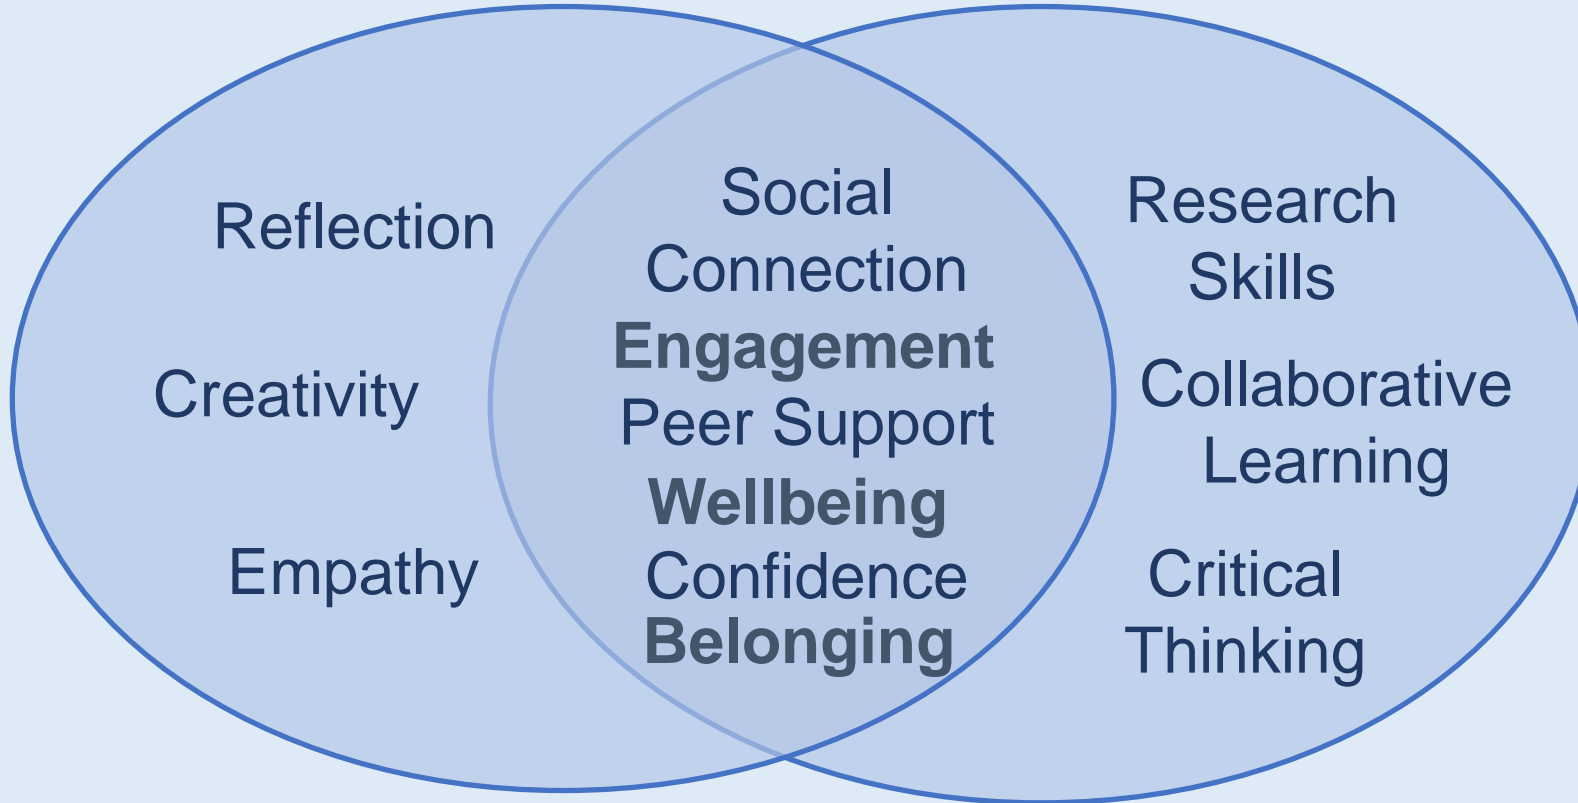 Reflection
Creativity
Empathy
Social
Connection
Engagement
Peer Support
Wellbeing
Confidence
Belonging
Research
Skills
Collaborative
Learning
Critical
Thinking